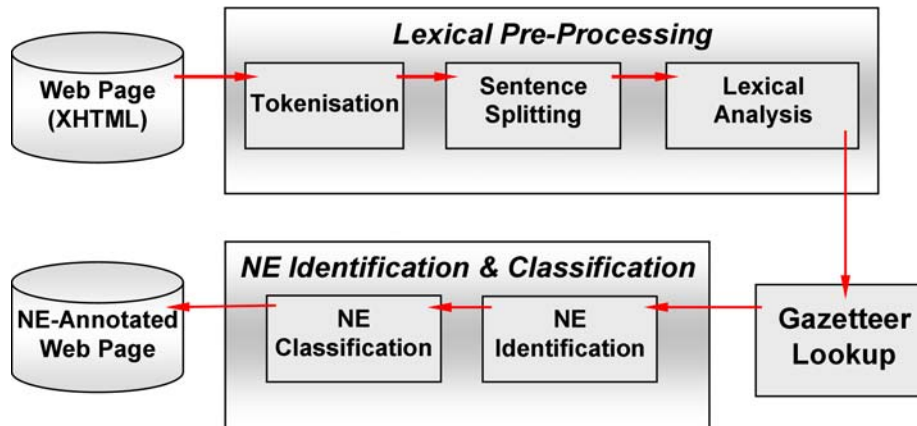 Lexical Pre-Processing
Web Page
(XHTML)
Tokenisation
Sentence
Splitting
Lexical
Analysis
NE Identification & Classification
NE-Annotated
Web Page
NE
Classification
NE
Identification
Gazetteer
Lookup